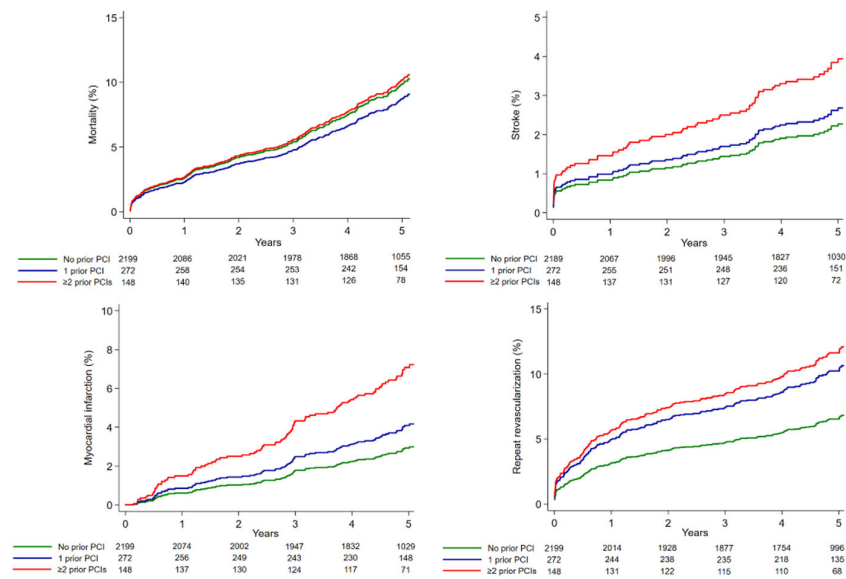 15
10
5
0
Mortality (%)
0 1 2 3 4 5
Years
No prior PCI 2199 2086 2021 1978 1868 1055
1 prior PCI 272 258 254 253 242 154
≥2 prior PCIs 148 140 135 131 126 78
5
4
3
2
1
0
Stroke (%)
0 1 2 3 4 5
Years
No prior PCI 2189 2067 1996 1945 1827 1030
1 prior PCI 272 255 251 248 236 151
≥2 prior PCIs 148 137 131 127 120 72
10
8
6
4
2
0
Myocardial infarction (%)
0 1 2 3 4 5
Years
No prior PCI 2199 2074 2002 1947 1832 1029
1 prior PCI 272 256 249 243 230 148
≥2 prior PCIs 148 137 130 124 117 71
15
10
5
0
Repeat revascularization (%)
0 1 2 3 4 5
Years
No prior PCI 2199 2014 1928 1877 1754 996
1 prior PCI 272 244 238 235 218 135
≥2 prior PCIs 148 131 122 115 110 68